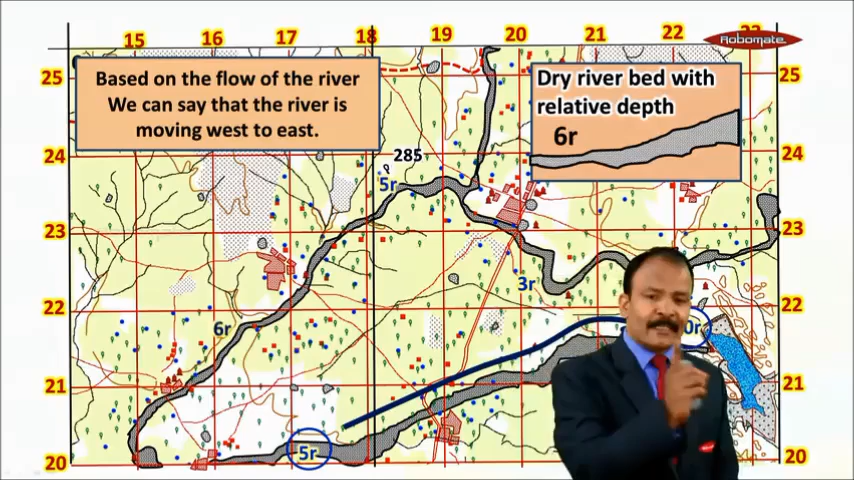 15 16 17 18 19 20 21 22
Robomate
25 25
Based on the flow of the river
We can say that the river is
moving west to east.
Dry river bed with
relative depth
6r
24 24
285
5r
23 23
3r
22 22
6r
0r
21 21
5r
20 20